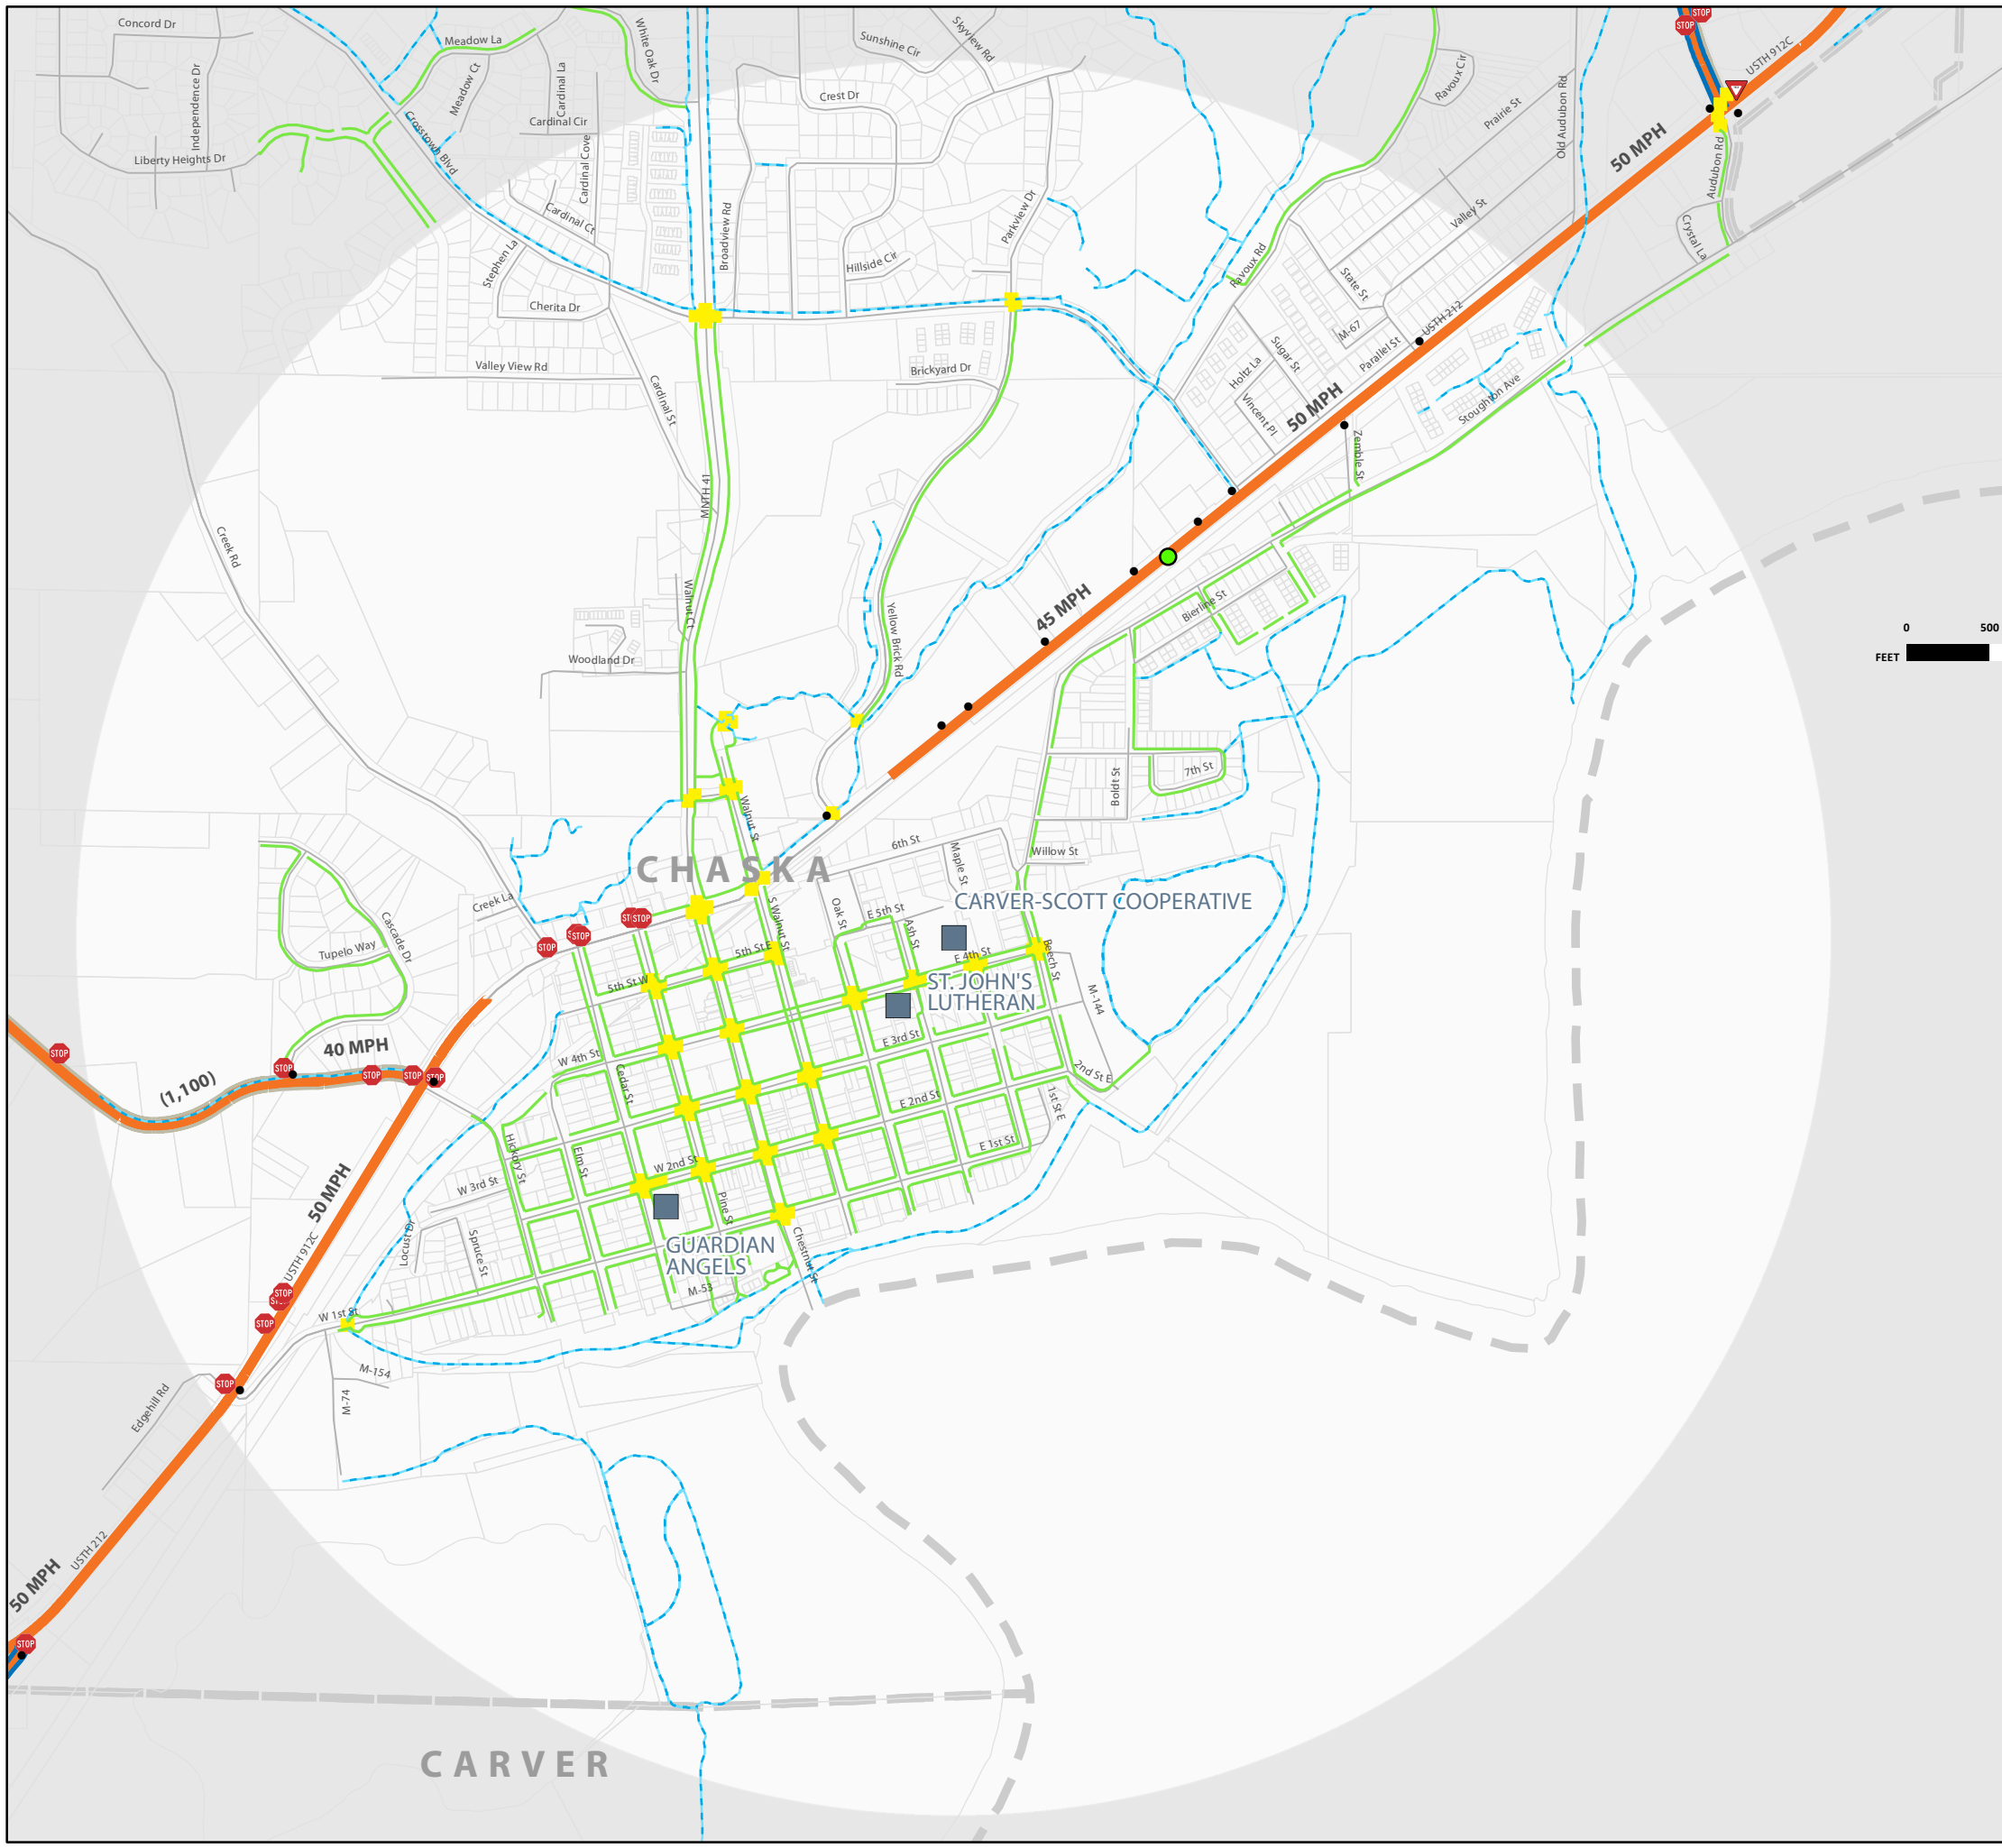 Concord Dr
Meadow La
White Oak Dr
Sunshine Cir
Skyview Rd
STOP
STOP
USTH 912C
Independence Dr
Meadow Ct
Cardinal La
Crest Dr
Ravoux Cir
Prairie St
Old Audubon Rd
50 MPH
Crosstown Blvd
Cardinal Cir
Cardinal Cove
Liberty Heights Dr
Audubon Rd
Cardinal Ct
Broadview Rd
Parkview Dr
Valley St
Crystal La
Stephen La
Hillside Cir
Ravoux Rd
State St
Cherita Dr
M-67
USTH 212
Parallel St
Valley View Rd
Brickyard Dr
Sugar St
Holtz La
Cardinal St
Vincent Pl
50 MPH
Stoughton Ave
Zemble St
MNTH 41
Creek Rd
Walnut Ct
45 MPH
Bierline St
Yellow Brick Rd
Woodland Dr
0
500
FEET
7th St
Boldt St
Walnut St
6th St
Maple St
Willow St
CHASKA
Creek La
CARVER-SCOTT COOPERATIVE
S Walnut St
Oak St
E 5th St
Ash St
STOP
STOP
STOP
Cascade Dr
Tupelo Way
5th St E
E 4th St
Beech St
5th St W
ST. JOHN'S
LUTHERAN
M-144
40 MPH
STOP
STOP
STOP
STOP
STOP
(1,100)
W 4th St
Cedar St
E 3rd St
2nd St E
E 2nd St
1st St E
E 1st St
Hickory St
Elm St
W 2nd St
W 3rd St
Pine St
50 MPH
USTH 912C
Locust Dr
Spruce St
GUARDIAN
ANGELS
Chestnut St
M-53
STOP
STOP
W 1st St
STOP
M-154
M-74
Edgehill Rd
USTH 212
50 MPH
STOP
CARVER